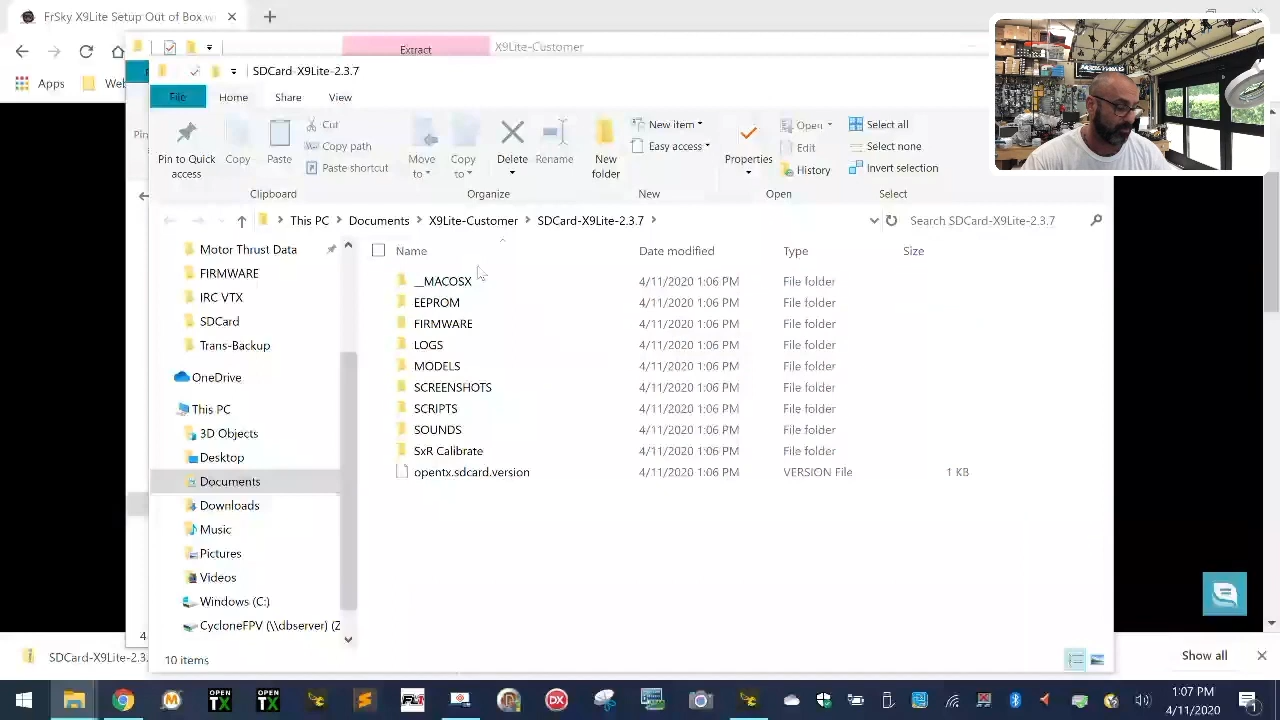 FrSky X9Lite Setup Out of Box
Extract
X9Lite-Customer
Apps
SDCard-X9Lite-2.3.7
File
Home
Share
View
Pin to Quick access
Copy
Paste
Cut
Copy path
Paste shortcut
Move to
Copy to
Delete
Rename
New folder
New item
Easy access
Properties
Open
Edit
History
Select all
Select none
Invert selection
Clipboard
Organize
New
Open
Select
This PC
Documents
X9Lite-Customer
SDCard-X9Lite-2.3.7
Search SDCard-X9Lite-2.3.7
Name
Date modified
Type
Size
Motor Thrust Data
FIRMWARE
IRC VTX
SDCard
Trans-Backup
OneDrive
This PC
3D Objects
Desktop
Documents
Downloads
Music
Pictures
Videos
Windows (C:)
CycloneFPV (\\dbserver) (Z
__MACOSX 4/11/2020 1:06 PM File folder
EEPROM 4/11/2020 1:06 PM File folder
FIRMWARE 4/11/2020 1:06 PM File folder
LOGS 4/11/2020 1:06 PM File folder
MODELS 4/11/2020 1:06 PM File folder
SCREENSHOTS 4/11/2020 1:06 PM File folder
SCRIPTS 4/11/2020 1:06 PM File folder
SOUNDS 4/11/2020 1:06 PM File folder
SxR Calibrate 4/11/2020 1:06 PM File folder
opentx.sdcard.version 4/11/2020 1:06 PM VERSION File 1 KB
10 items
SDCard-X9Lite-2.3.
Show all
OPEN TX
OPEN TX
DX
1:07 PM
4/11/2020